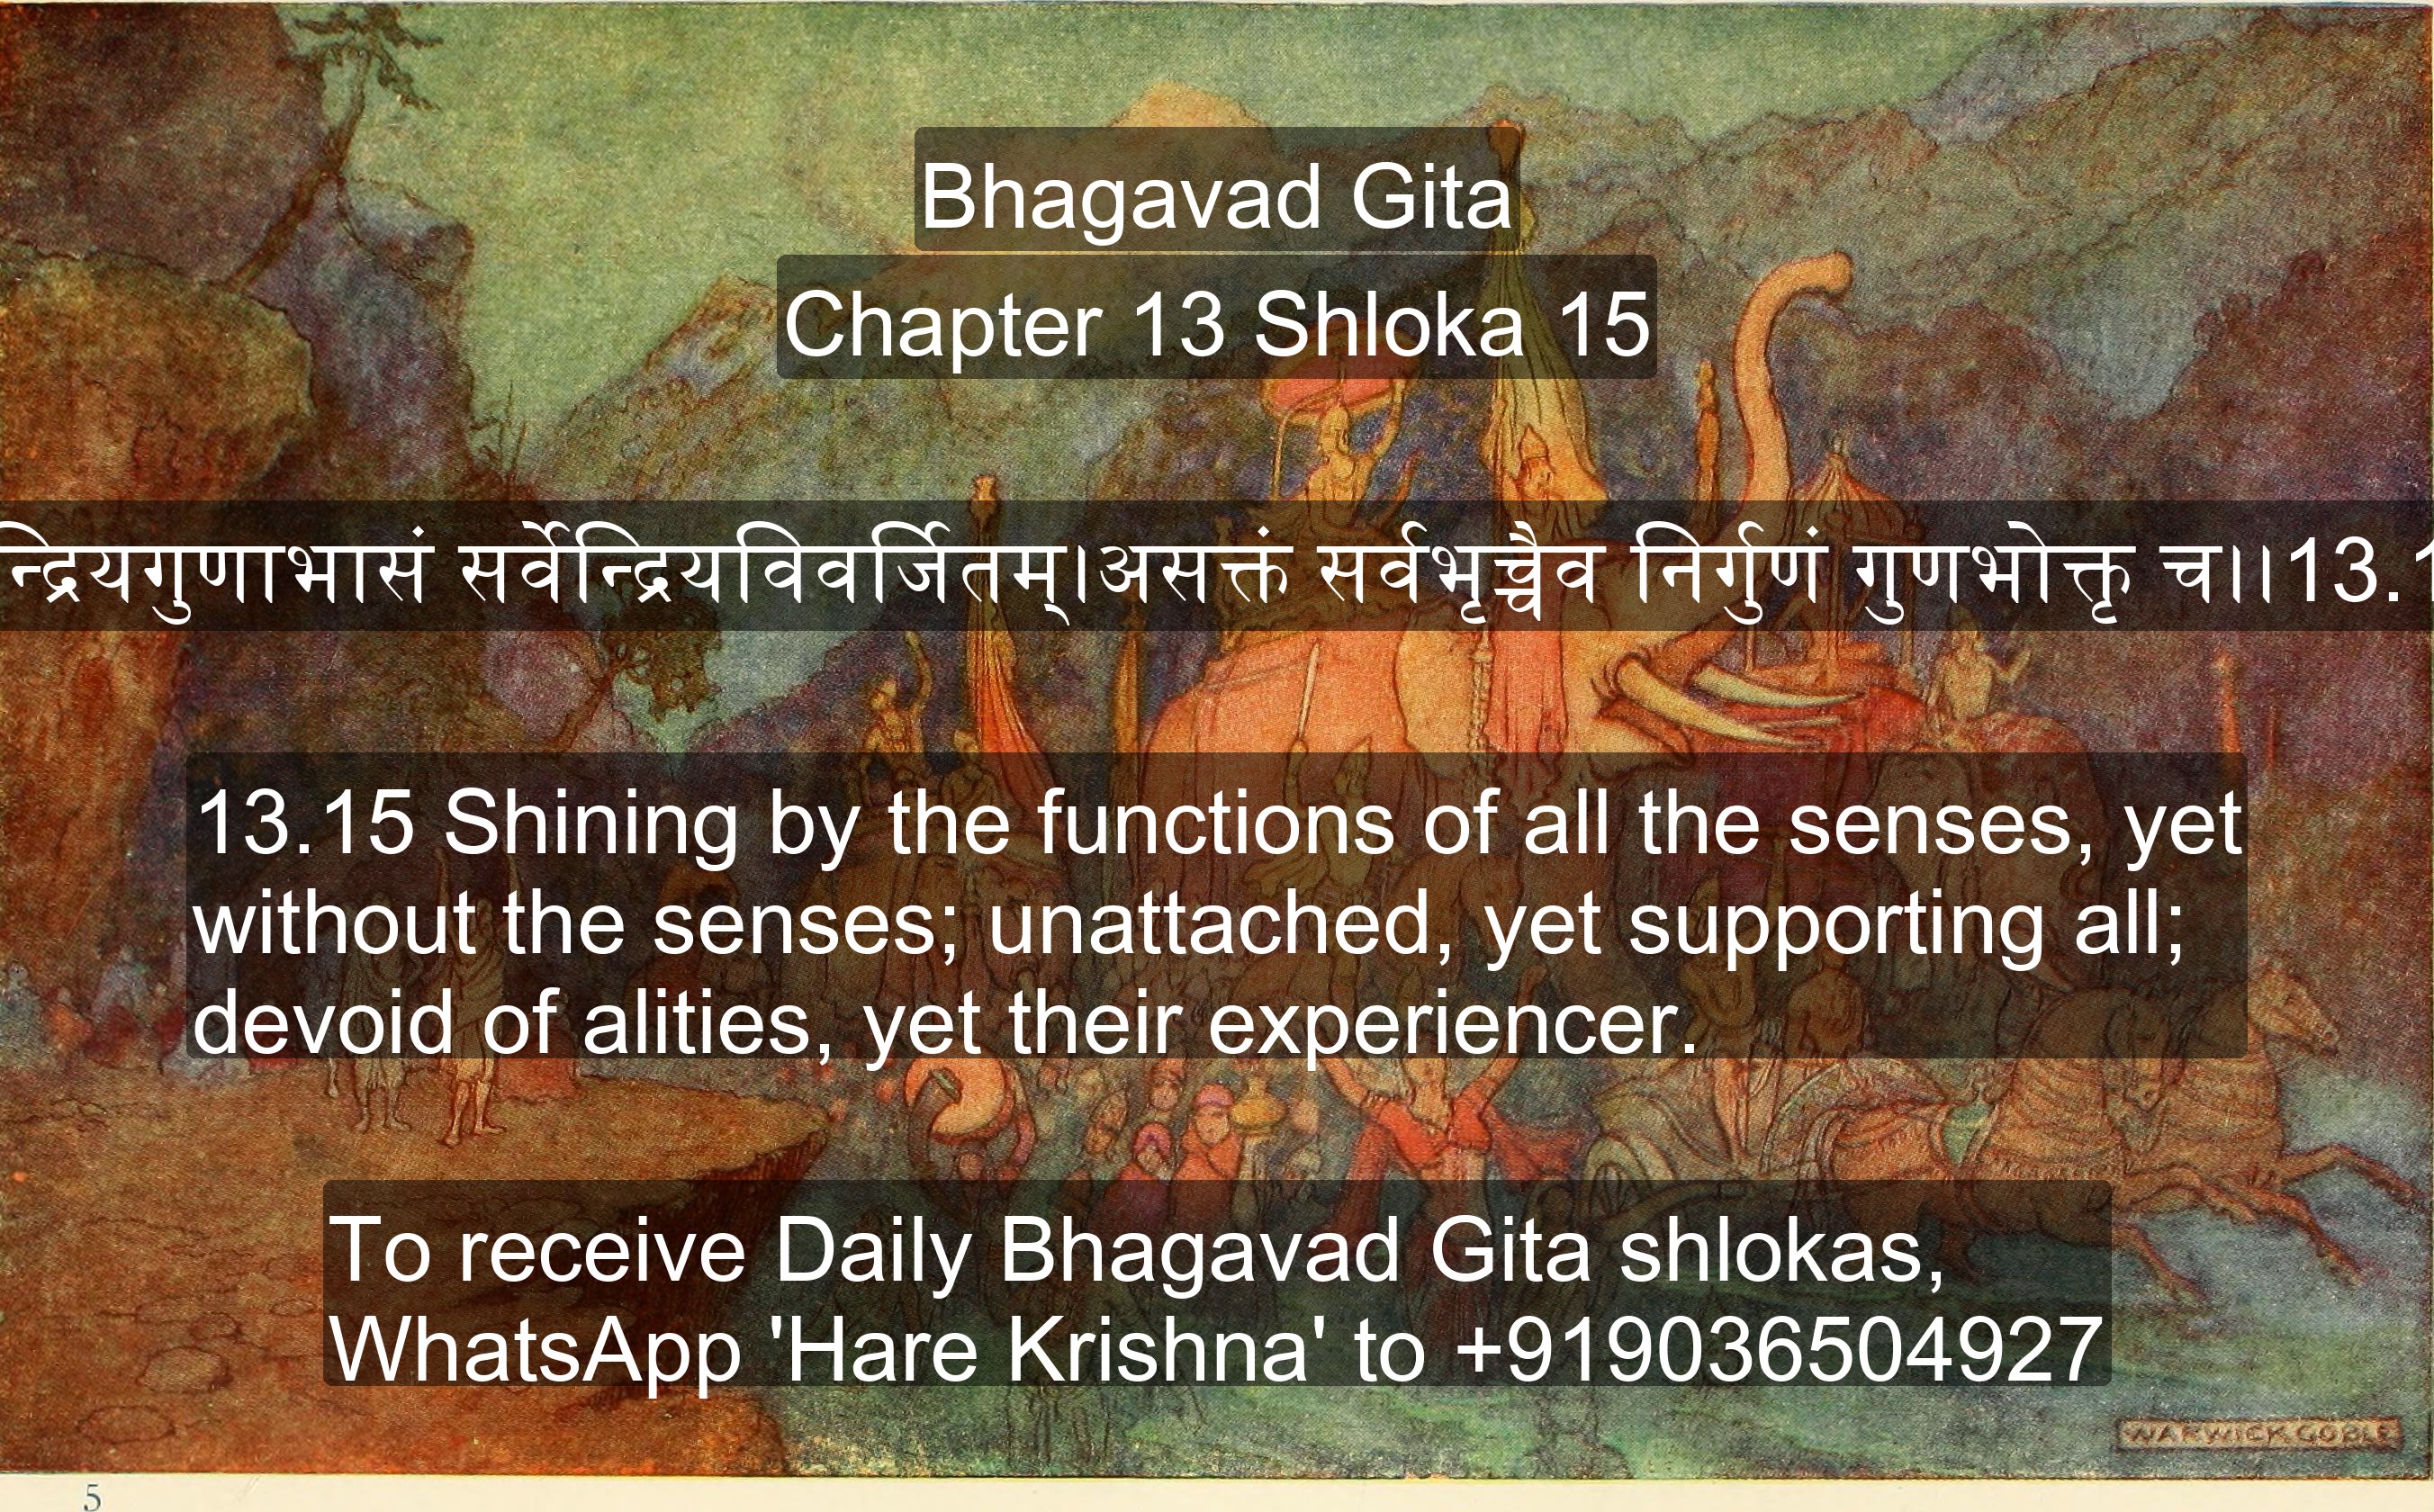 Bhagavad Gita
Chapter 13 Shloka 15
न्द्रियगुणाभासं सर्वेन्द्रियविवर्जितम्।असक्तं सर्वभृच्चैव निर्गुणं गुणभोक्तृ च।।13.1
13.15 Shining by the functions of all the senses, yet
without the senses; unattached, yet supporting all;
devoid of alities, yet their experiencer.
To receive Daily Bhagavad Gita shlokas,
WhatsApp 'Hare Krishna' to +919036504927
WARWICK GOBLE
5